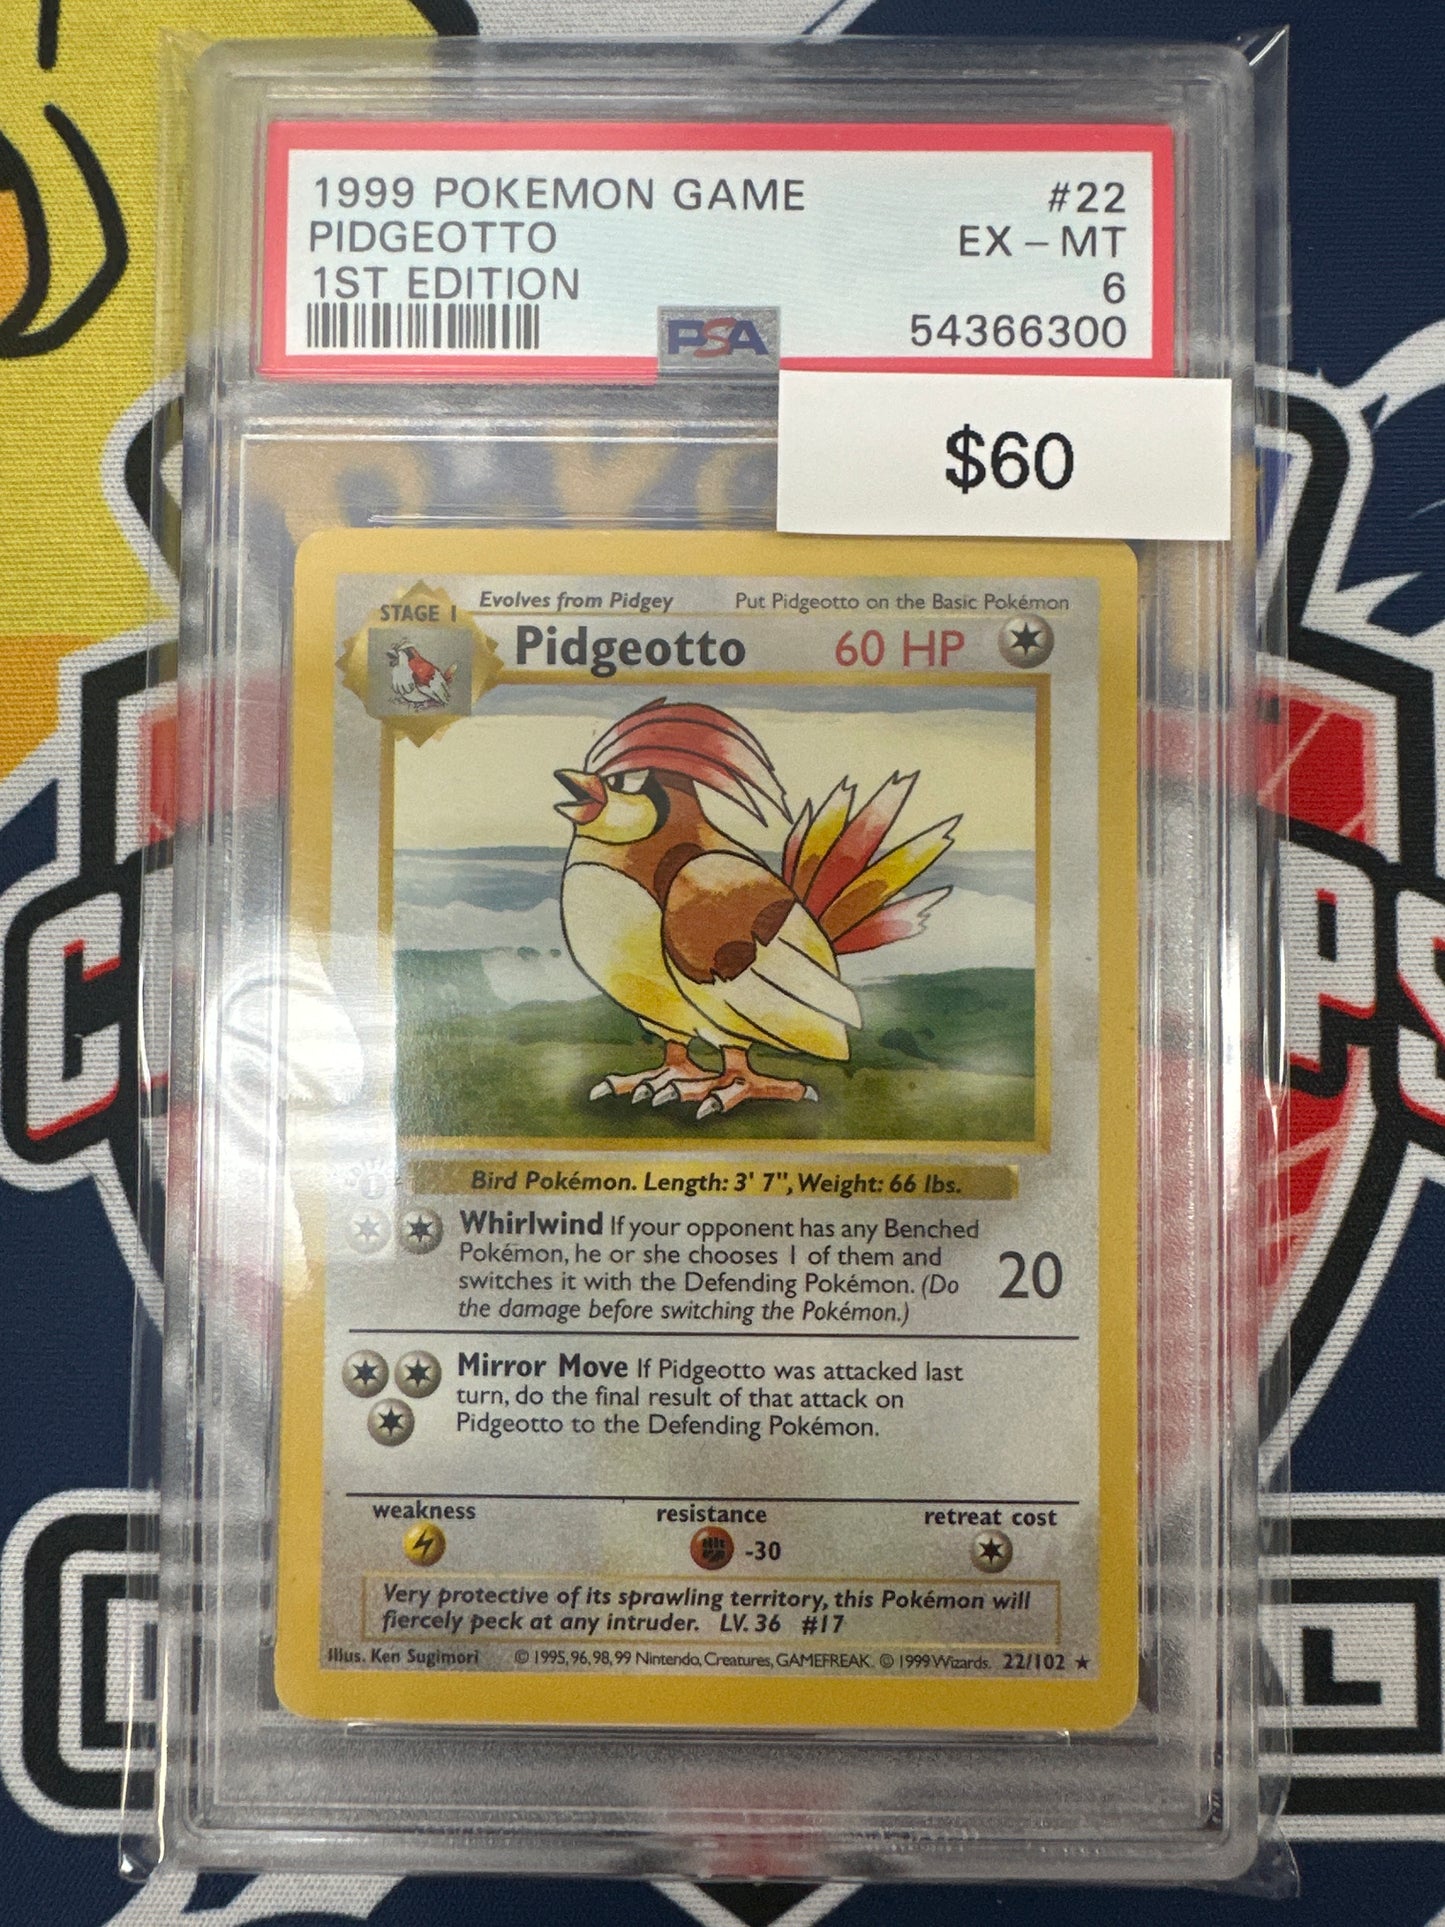 1999 POKEMON GAME #22
PIDGEOTTO EX - MT
1ST EDITION 6
PSA 54366300
$60
STAGE 1 Evolves from Pidgey Put Pidgeotto on the Basic Pokémon
Pidgeotto 60 HP
Bird Pokémon. Length: 3' 7", Weight: 66 lbs.
Whirlwind If your opponent has any Benched
Pokémon, he or she chooses 1 of them and
switches it with the Defending Pokémon. (Do
the damage before switching the Pokémon.)
20
Mirror Move If Pidgeotto was attacked last
turn, do the final result of that attack on
Pidgeotto to the Defending Pokémon.
weakness resistance retreat cost
-30
Very protective of its sprawling territory, this Pokémon will
fiercely peck at any intruder. LV. 36 #17
Illus. Ken Sugimori © 1995, 96, 98, 99 Nintendo, Creatures, GAMEFREAK. © 1999 Wizards. 22/102 ★